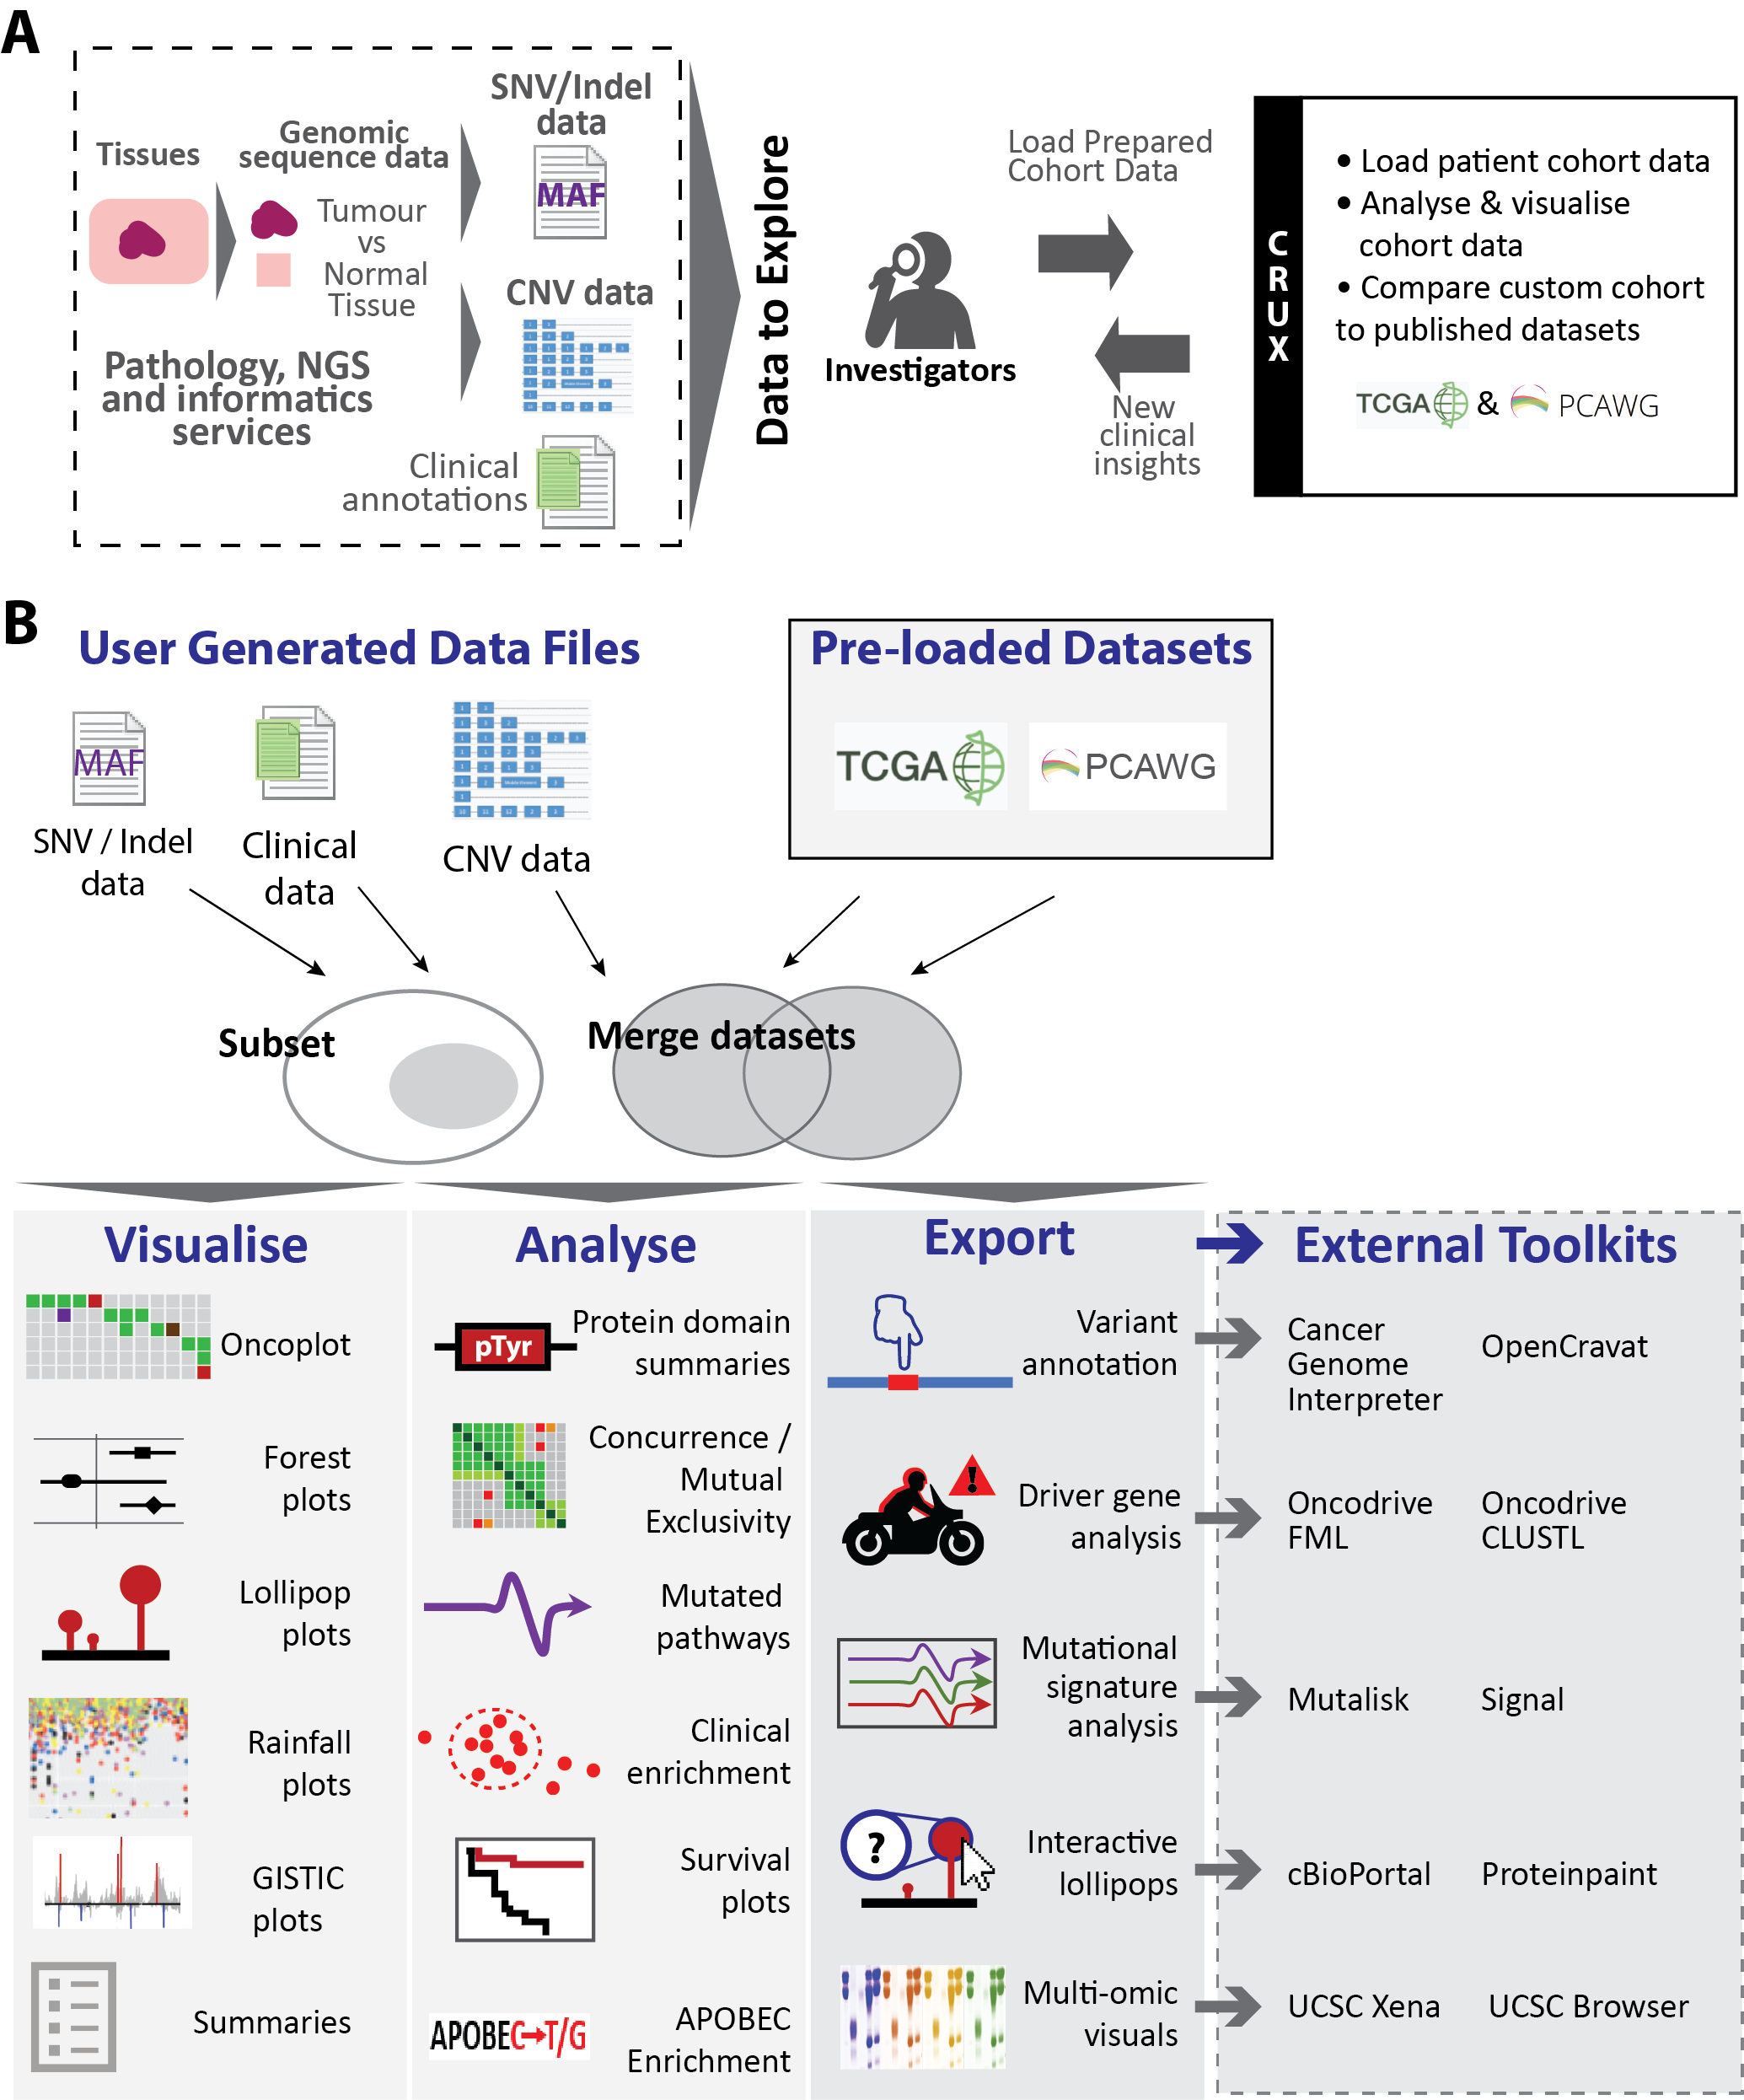 A
Tissues
Genomic
sequence data
Tumour
vs
Normal
Tissue
Pathology, NGS
and informatics
services
SNV/Indel
data
MAF
CNV data
Clinical
annotations
Data to Explore
Investigators
Load Prepared
Cohort Data
New
clinical
insights
CRUX
• Load patient cohort data
• Analyse & visualise
cohort data
• Compare custom cohort
to published datasets
TCGA & PCAWG
B
User Generated Data Files
Pre-loaded Datasets
MAF
TCGA
PCAWG
SNV / Indel
data
Clinical
data
CNV data
Subset
Merge datasets
Visualise
Oncoplot
Forest
plots
Lollipop
plots
Rainfall
plots
GISTIC
plots
Summaries
Analyse
pTyr
Protein domain
summaries
Concurrence /
Mutual
Exclusivity
Mutated
pathways
Clinical
enrichment
Survival
plots
APOBEC→T/G
APOBEC
Enrichment
Export
Variant
annotation
!
Driver gene
analysis
Mutational
signature
analysis
?
Interactive
lollipops
Multi-omic
visuals
External Toolkits
Cancer
Genome
Interpreter
OpenCravat
Oncodrive
FML
Oncodrive
CLUSTL
Mutalisk
Signal
cBioPortal
Proteinpaint
UCSC Xena
UCSC Browser